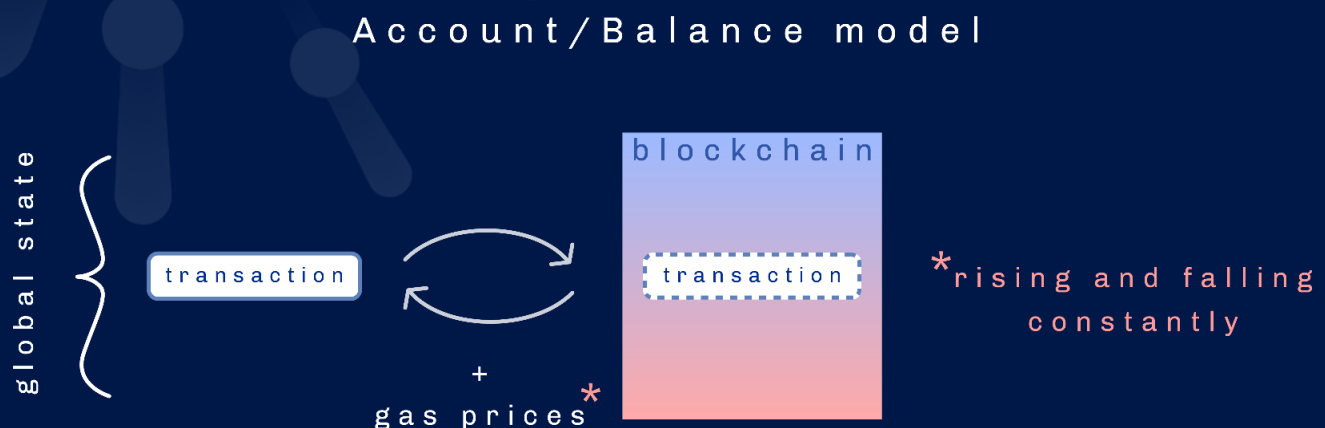 Account/Balance model
global state
transaction
+
gas prices*
blockchain
transaction
*rising and falling
constantly